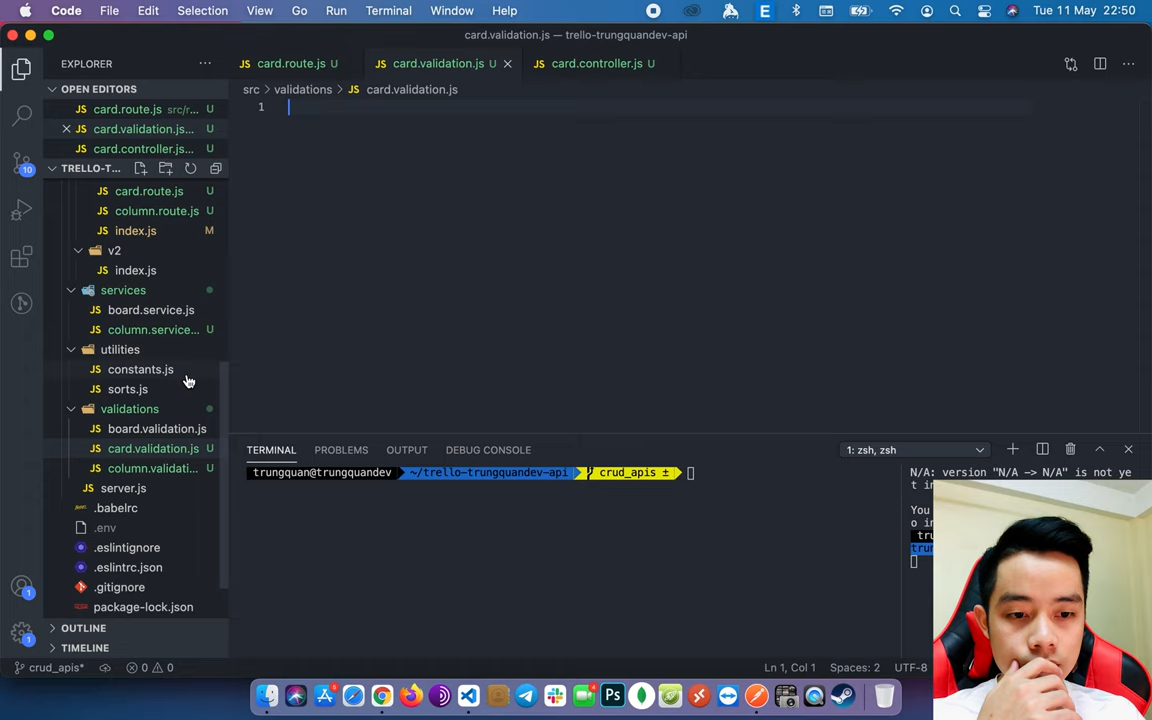 Code File Edit Selection View Go Run Terminal Window Help Tue 11 May 22:50
card.validation.js — trello-trungquandev-api
EXPLORER
OPEN EDITORS
JS card.route.js src/r... U
JS card.validation.js... U
JS card.controller.js... U
TRELLO-T...
JS card.route.js U
JS column.route.js U
JS index.js M
v2
JS index.js
services
JS board.service.js
JS column.service... U
utilities
JS constants.js
JS sorts.js
validations
JS board.validation.js
JS card.validation.js U
JS column.validati... U
JS server.js
.babelrc
.env
.eslintignore
.eslintrc.json
.gitignore
package-lock.json
OUTLINE
TIMELINE
JS card.route.js U JS card.validation.js U JS card.controller.js U
src > validations > JS card.validation.js
1
TERMINAL PROBLEMS OUTPUT DEBUG CONSOLE 1: zsh, zsh
trungquan@trungquandev ~/trello-trungquandev-api crud_apis ±
N/A: version "N/A -> N/A" is not ye
t in
You
o in
tru
trun
10
1
1
crud_apis* 0 0 Ln 1, Col 1 Spaces: 2 UTF-8